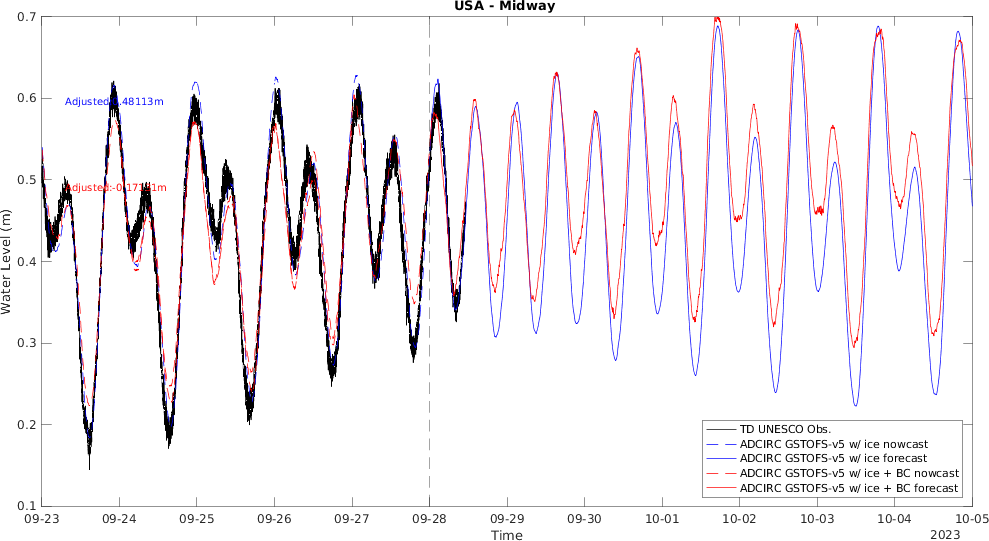 USA - Midway
0.7
0.6
0.5
0.4
0.3
0.2
0.1
Water Level (m)
TD UNESCO Obs.
ADCIRC GSTOFS-v5 w/ ice nowcast
ADCIRC GSTOFS-v5 w/ ice forecast
ADCIRC GSTOFS-v5 w/ ice + BC nowcast
ADCIRC GSTOFS-v5 w/ ice + BC forecast
09-23 09-24 09-25 09-26 09-27 09-28 09-29 09-30 10-01 10-02 10-03 10-04 10-05
Time
2023